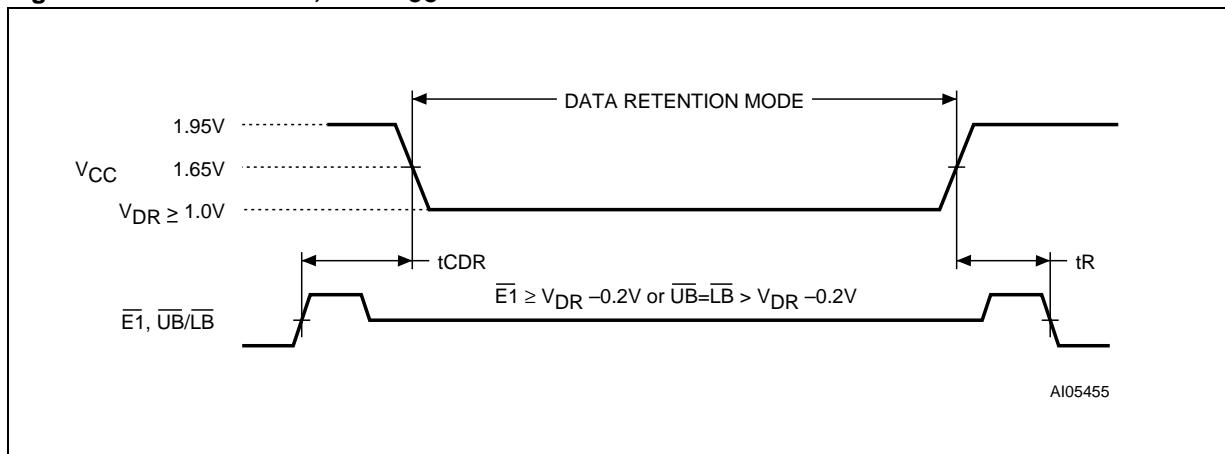 DATA RETENTION MODE
1.95V
VCC 1.65V
VDR ≥ 1.0V
tCDR
tR
E1 ≥ VDR –0.2V or UB=LB > VDR –0.2V
E1, UB/LB
AI05455